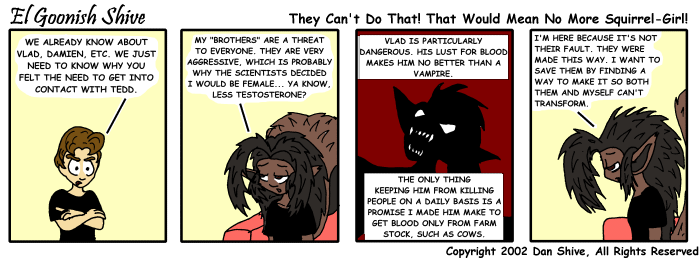 El Goonish Shive
They Can't Do That! That Would Mean No More Squirrel-Girl!
WE ALREADY KNOW ABOUT
VLAD, DAMIEN, ETC. WE JUST
NEED TO KNOW WHY YOU
FELT THE NEED TO GET INTO
CONTACT WITH TEDD.
MY "BROTHERS" ARE A THREAT
TO EVERYONE. THEY ARE VERY
AGGRESSIVE, WHICH IS PROBABLY
WHY THE SCIENTISTS DECIDED
I WOULD BE FEMALE... YA KNOW,
LESS TESTOSTERONE?
VLAD IS PARTICULARLY
DANGEROUS. HIS LUST FOR BLOOD
MAKES HIM NO BETTER THAN A
VAMPIRE.
THE ONLY THING
KEEPING HIM FROM KILLING
PEOPLE ON A DAILY BASIS IS A
PROMISE I MADE HIM MAKE TO
GET BLOOD ONLY FROM FARM
STOCK, SUCH AS COWS.
I'M HERE BECAUSE IT'S NOT
THEIR FAULT. THEY WERE
MADE THIS WAY. I WANT TO
SAVE THEM BY FINDING A
WAY TO MAKE IT SO BOTH
THEM AND MYSELF CAN'T
TRANSFORM.
Copyright 2002 Dan Shive, All Rights Reserved